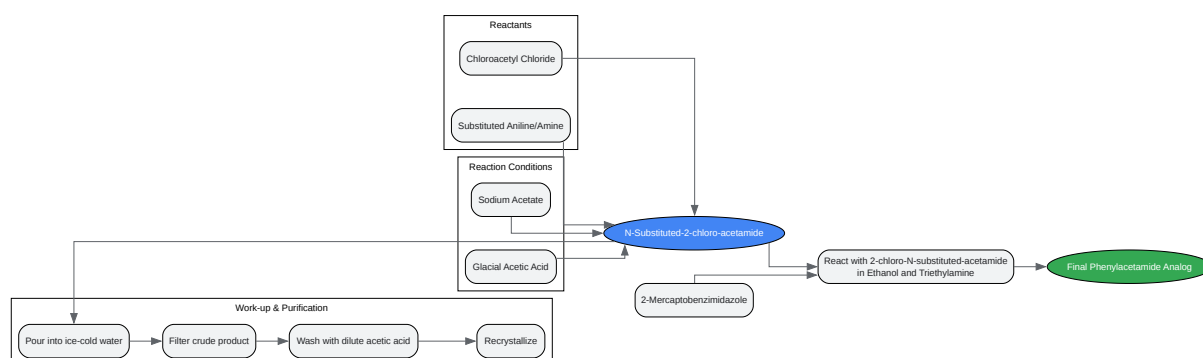 Reactants
Chloroacetyl Chloride
Substituted Aniline/Amine
Reaction Conditions
Sodium Acetate
Glacial Acetic Acid
N-Substituted-2-chloro-acetamide
2-Mercaptobenzimidazole
React with 2-chloro-N-substituted-acetamide
in Ethanol and Triethylamine
Final Phenylacetamide Analog
Work-up & Purification
Pour into ice-cold water
Filter crude product
Wash with dilute acetic acid
Recrystallize